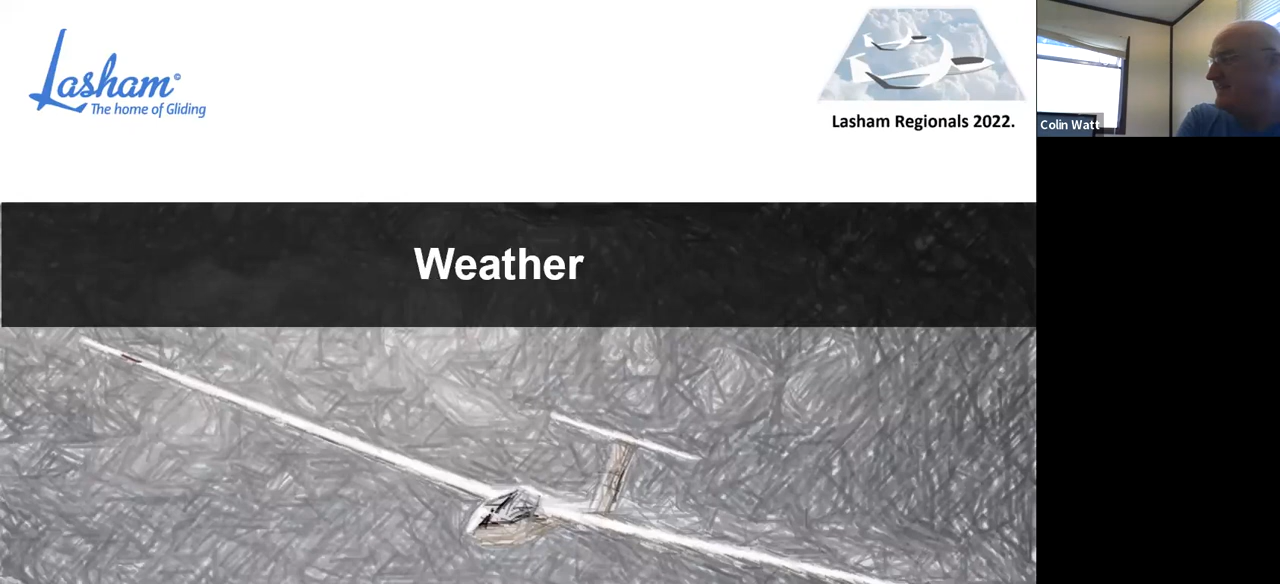 Lasham©
The home of Gliding
Lasham Regionals 2022.
Colin Watt
Weather